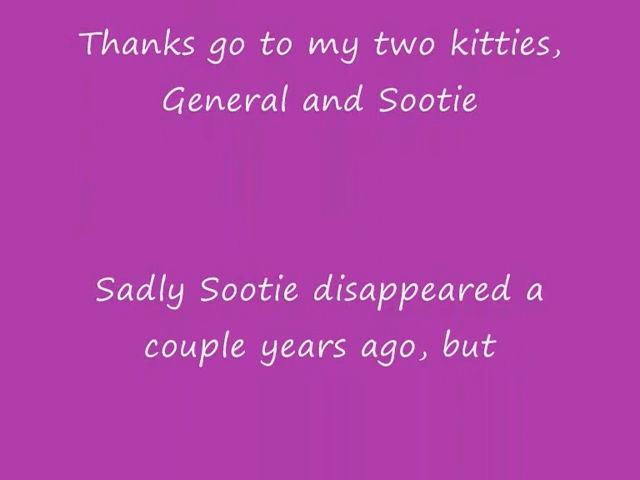 Thanks go to my two kitties,
General and Sootie
Sadly Sootie disappeared a
couple years ago, but